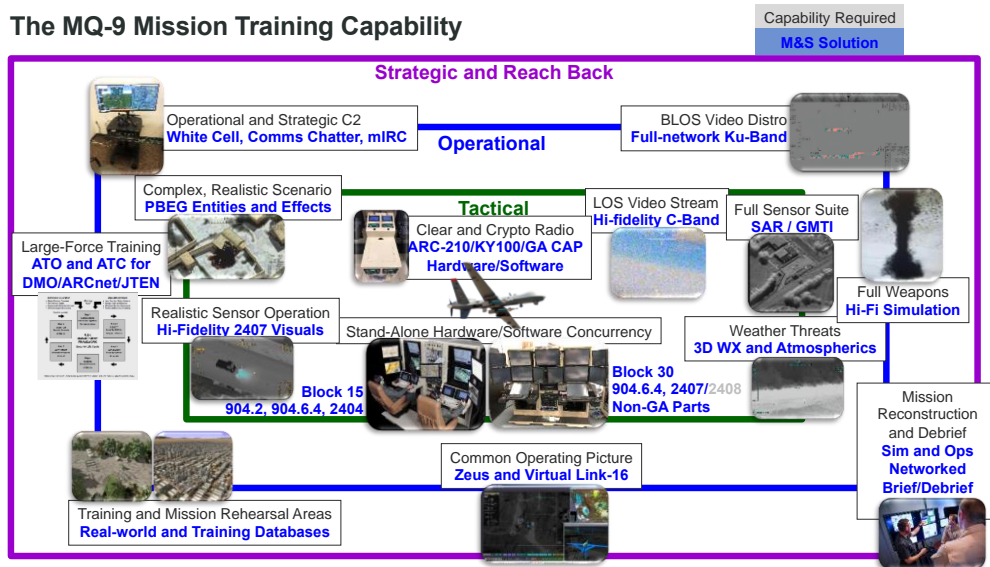 The MQ-9 Mission Training Capability
Capability Required
M&S Solution
Strategic and Reach Back
Operational and Strategic C2
White Cell, Comms Chatter, mIRC
Operational
BLOS Video Distro
Full-network Ku-Band
Complex, Realistic Scenario
PBEG Entities and Effects
Tactical
Clear and Crypto Radio
ARC-210/KY100/GA CAP
Hardware/Software
LOS Video Stream
Hi-fidelity C-Band
Full Sensor Suite
SAR / GMTI
Large-Force Training
ATO and ATC for
DMO/ARCnet/JTEN
Full Weapons
Hi-Fi Simulation
Realistic Sensor Operation
Hi-Fidelity 2407 Visuals
Stand-Alone Hardware/Software Concurrency
Weather Threats
3D WX and Atmospherics
Block 15
904.2, 904.6.4, 2404
Block 30
904.6.4, 2407/2408
Non-GA Parts
Mission
Reconstruction
and Debrief
Sim and Ops
Networked
Brief/Debrief
Common Operating Picture
Zeus and Virtual Link-16
Training and Mission Rehearsal Areas
Real-world and Training Databases